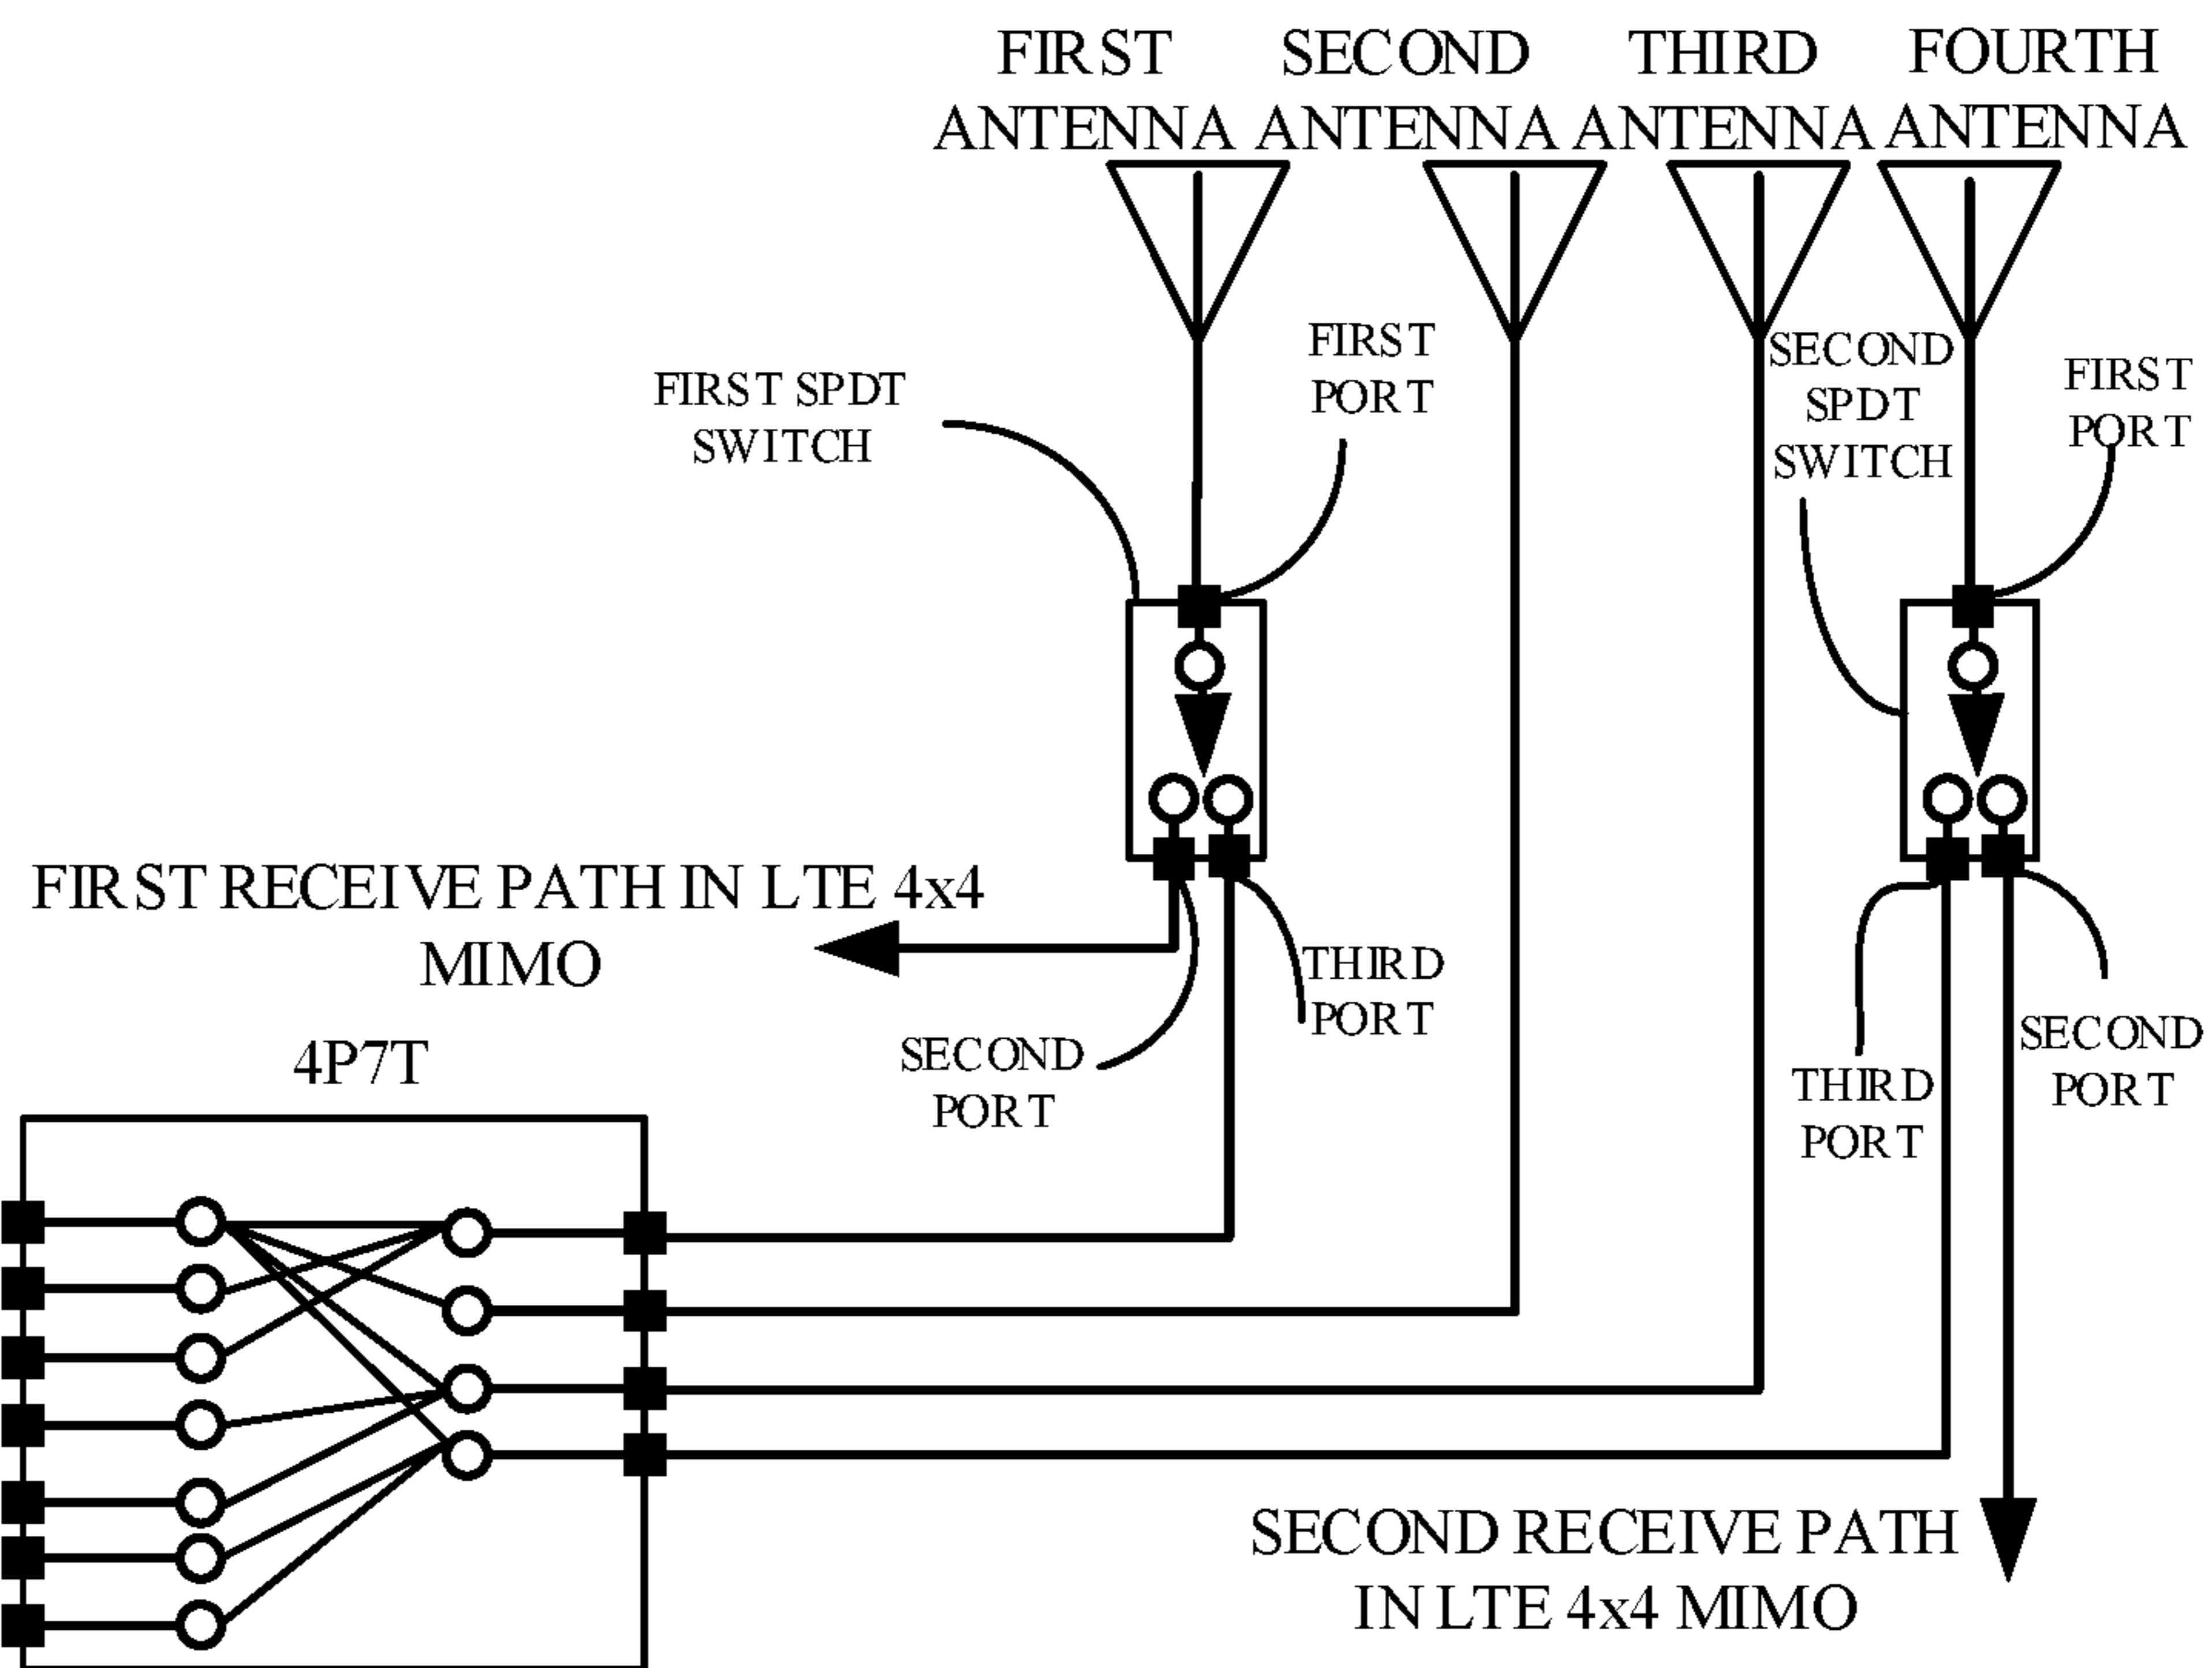 FIRST
ANTENNA
SECOND
ANTENNA
THIRD
ANTENNA
FOURTH
ANTENNA
FIRST SPDT
SWITCH
FIRST
PORT
SECOND
SPDT
SWITCH
FIRST
PORT
FIRST RECEIVE PATH IN LTE 4x4
MIMO
SECOND
PORT
THIRD
PORT
THIRD
PORT
SECOND
PORT
4P7T
SECOND RECEIVE PATH
IN LTE 4x4 MIMO